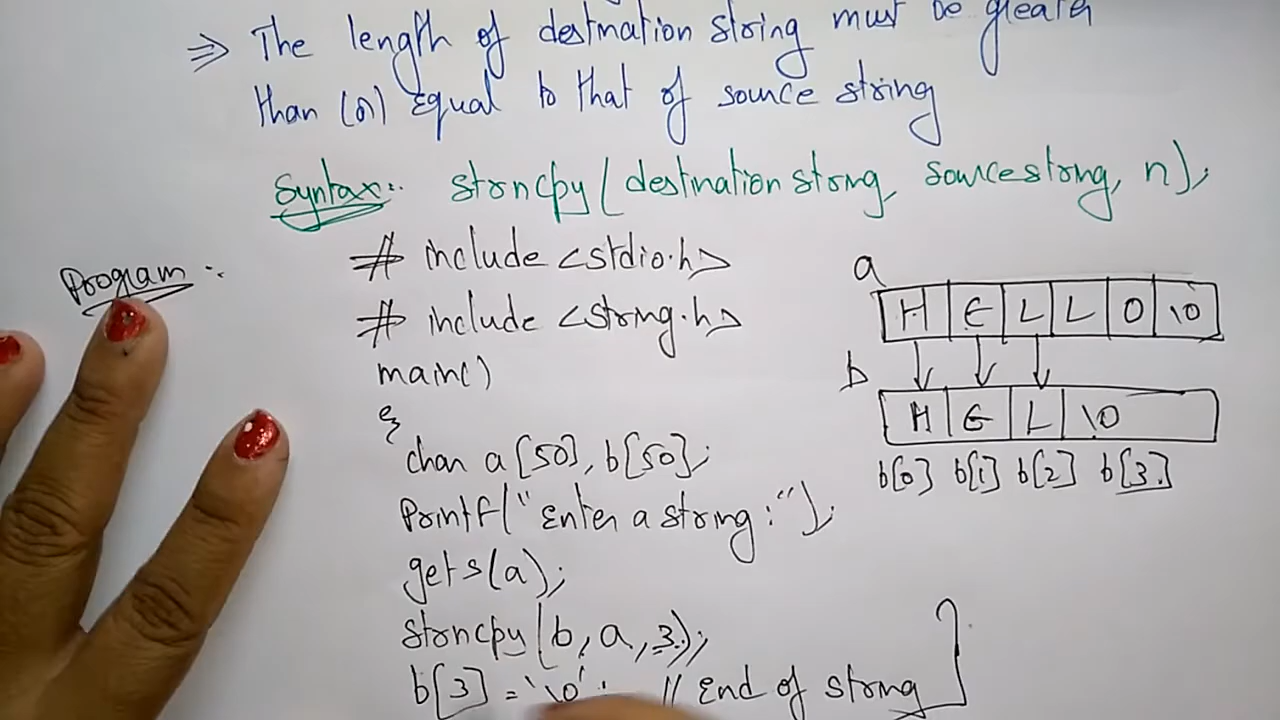 ⇒ The length of destination string must be greater
than (or) equal to that of source string
Syntax:- strncpy(destination string, source string, n);
Program :-
# include <stdio.h>
# include <string.h>
main()
{
char a[50], b[50];
printf("Enter a string:");
gets(a);
strncpy(b, a, 3);
b[3] = '\0'; // End of string
a
H E L L O \0
b
H E L \0
b[0] b[1] b[2] b[3]